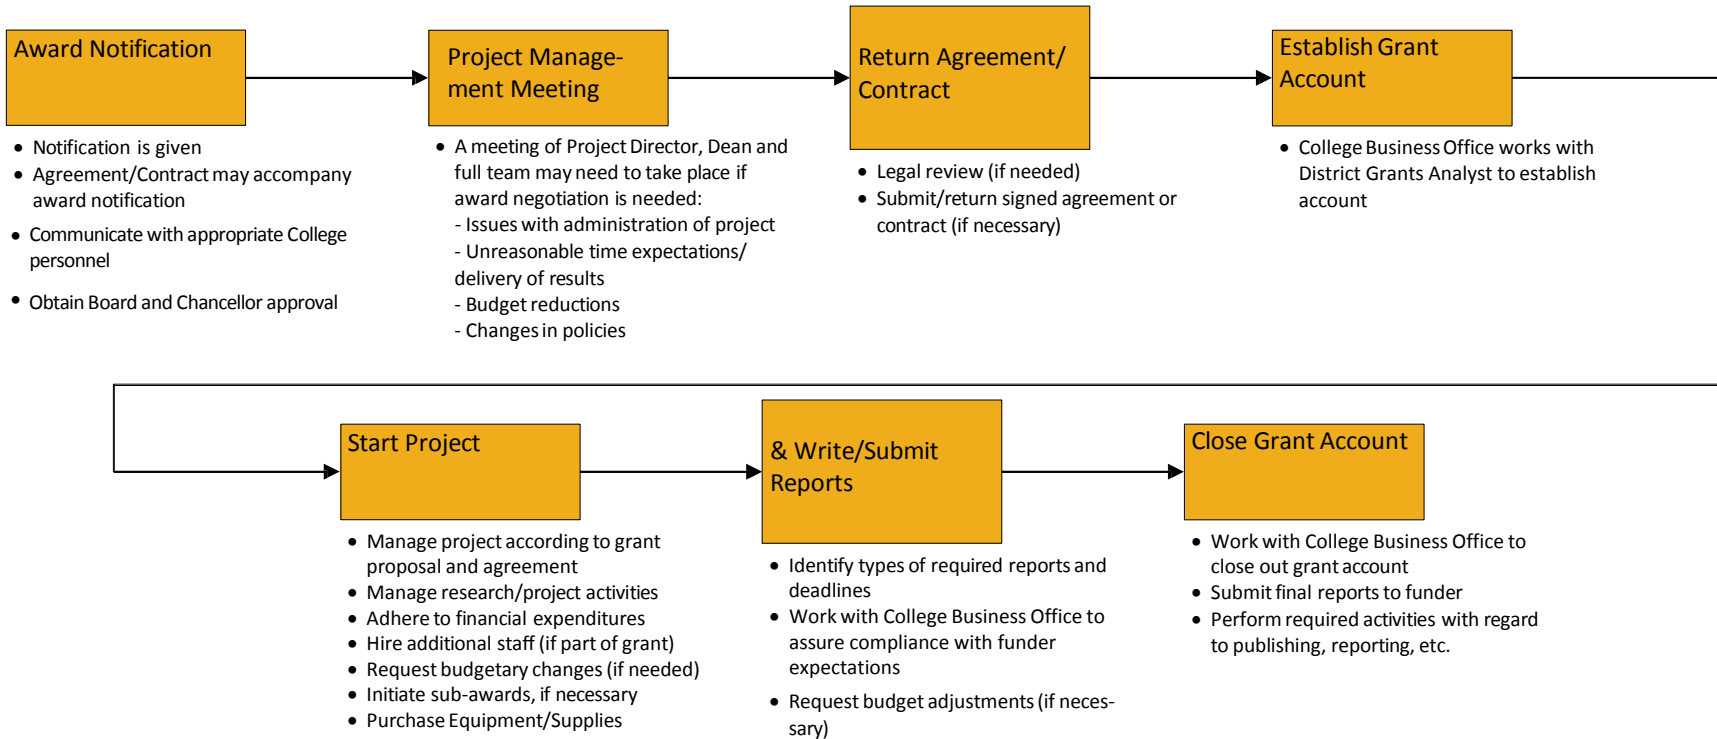 Award Notification
• Notification is given
• Agreement/Contract may accompany
award notification
• Communicate with appropriate College
personnel
• Obtain Board and Chancellor approval
Project Manage-
ment Meeting
• A meeting of Project Director, Dean and
full team may need to take place if
award negotiation is needed:
- Issues with administration of project
- Unreasonable time expectations/
delivery of results
- Budget reductions
- Changes in policies
Return Agreement/
Contract
• Legal review (if needed)
• Submit/return signed agreement or
contract (if necessary)
Establish Grant
Account
• College Business Office works with
District Grants Analyst to establish
account
Start Project
• Manage project according to grant
proposal and agreement
• Manage research/project activities
• Adhere to financial expenditures
• Hire additional staff (if part of grant)
• Request budgetary changes (if needed)
• Initiate sub-awards, if necessary
• Purchase Equipment/Supplies
& Write/Submit
Reports
• Identify types of required reports and
deadlines
• Work with College Business Office to
assure compliance with funder
expectations
• Request budget adjustments (if neces-
sary)
Close Grant Account
• Work with College Business Office to
close out grant account
• Submit final reports to funder
• Perform required activities with regard
to publishing, reporting, etc.